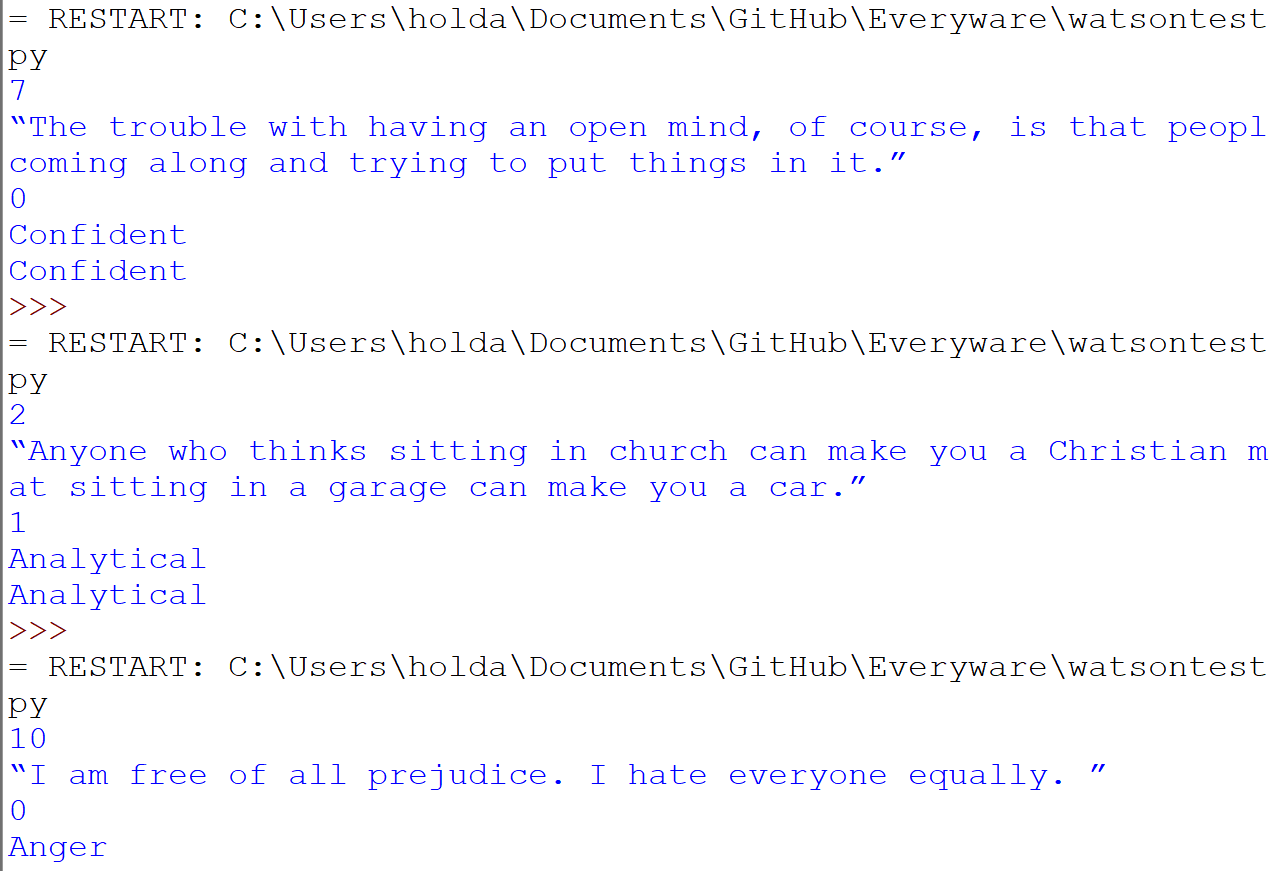 = RESTART: C:\Users\holda\Documents\GitHub\Everyware\watsontest
py
7
“The trouble with having an open mind, of course, is that peopl
coming along and trying to put things in it.”
0
Confident
Confident
>>>
= RESTART: C:\Users\holda\Documents\GitHub\Everyware\watsontest
py
2
“Anyone who thinks sitting in church can make you a Christian m
at sitting in a garage can make you a car.”
1
Analytical
Analytical
>>>
= RESTART: C:\Users\holda\Documents\GitHub\Everyware\watsontest
py
10
“I am free of all prejudice. I hate everyone equally. ”
0
Anger